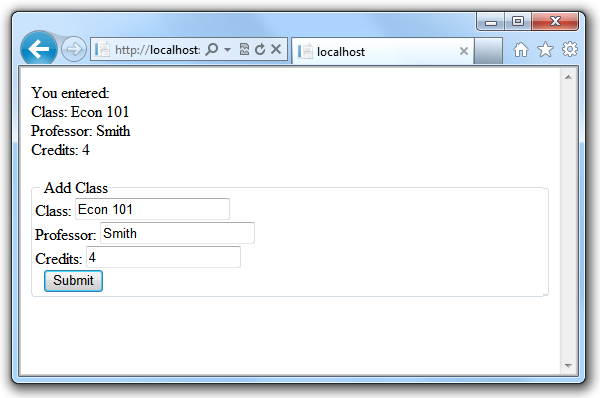 http://localhost:
localhost
You entered:
Class: Econ 101
Professor: Smith
Credits: 4
Add Class
Class: Econ 101
Professor: Smith
Credits: 4
Submit